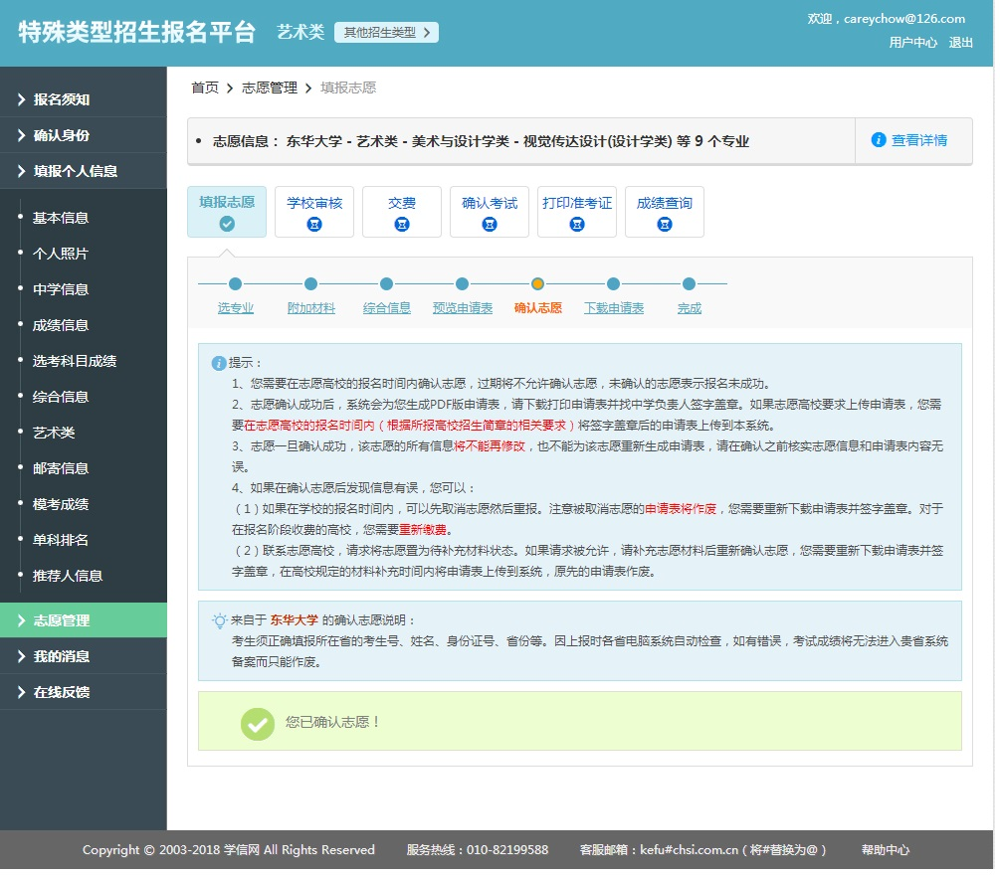 特殊类型招生报名平台 艺术类 其他招生类型
欢迎，careychow@126.com
用户中心 退出
报名须知
确认身份
填报个人信息
基本信息
个人照片
中学信息
成绩信息
选考科目成绩
综合信息
艺术类
邮寄信息
模考成绩
单科排名
推荐人信息
志愿管理
我的消息
在线反馈
首页 志愿管理 填报志愿
• 志愿信息： 东华大学 - 艺术类 - 美术与设计学类 - 视觉传达设计(设计学类) 等 9 个专业
查看详情
填报志愿 学校审核 交费 确认考试 打印准考证 成绩查询
选专业 附加材料 综合信息 预览申请表 确认志愿 下载申请表 完成
提示：
1、您需要在志愿高校的报名时间内确认志愿，过期将不允许确认志愿，未确认的志愿表示报名未成功。
2、志愿确认成功后，系统会为您生成PDF版申请表，请下载打印申请表并找中学负责人签字盖章。如果志愿高校要求上传申请表，您需
要在志愿高校的报名时间内（根据所报高校招生简章的相关要求）将签字盖章后的申请表上传到本系统。
3、志愿一旦确认成功，该志愿的所有信息将不能再修改，也不能为该志愿重新生成申请表，请在确认之前核实志愿信息和申请表内容无
误。
4、如果在确认志愿后发现信息有误，您可以：
（1）如果在学校的报名时间内，可以先取消志愿然后重报。注意被取消志愿的申请表将作废，您需要重新下载申请表并签字盖章。对于
在报名阶段收费的高校，您需要重新缴费。
（2）联系志愿高校，请求将志愿置为待补充材料状态。如果请求被允许，请补充志愿材料后重新确认志愿，您需要重新下载申请表并签
字盖章，在高校规定的材料补充时间内将申请表上传到系统，原先的申请表作废。
来自于 东华大学 的确认志愿说明：
考生须正确填报所在省的考生号、姓名、身份证号、省份等。因上报时各省电脑系统自动检查，如有错误，考试成绩将无法进入贵省系统
备案而只能作废。
您已确认志愿！
Copyright © 2003-2018 学信网 All Rights Reserved 服务热线：010-82199588 客服邮箱：kefu#chsi.com.cn（将#替换为@） 帮助中心